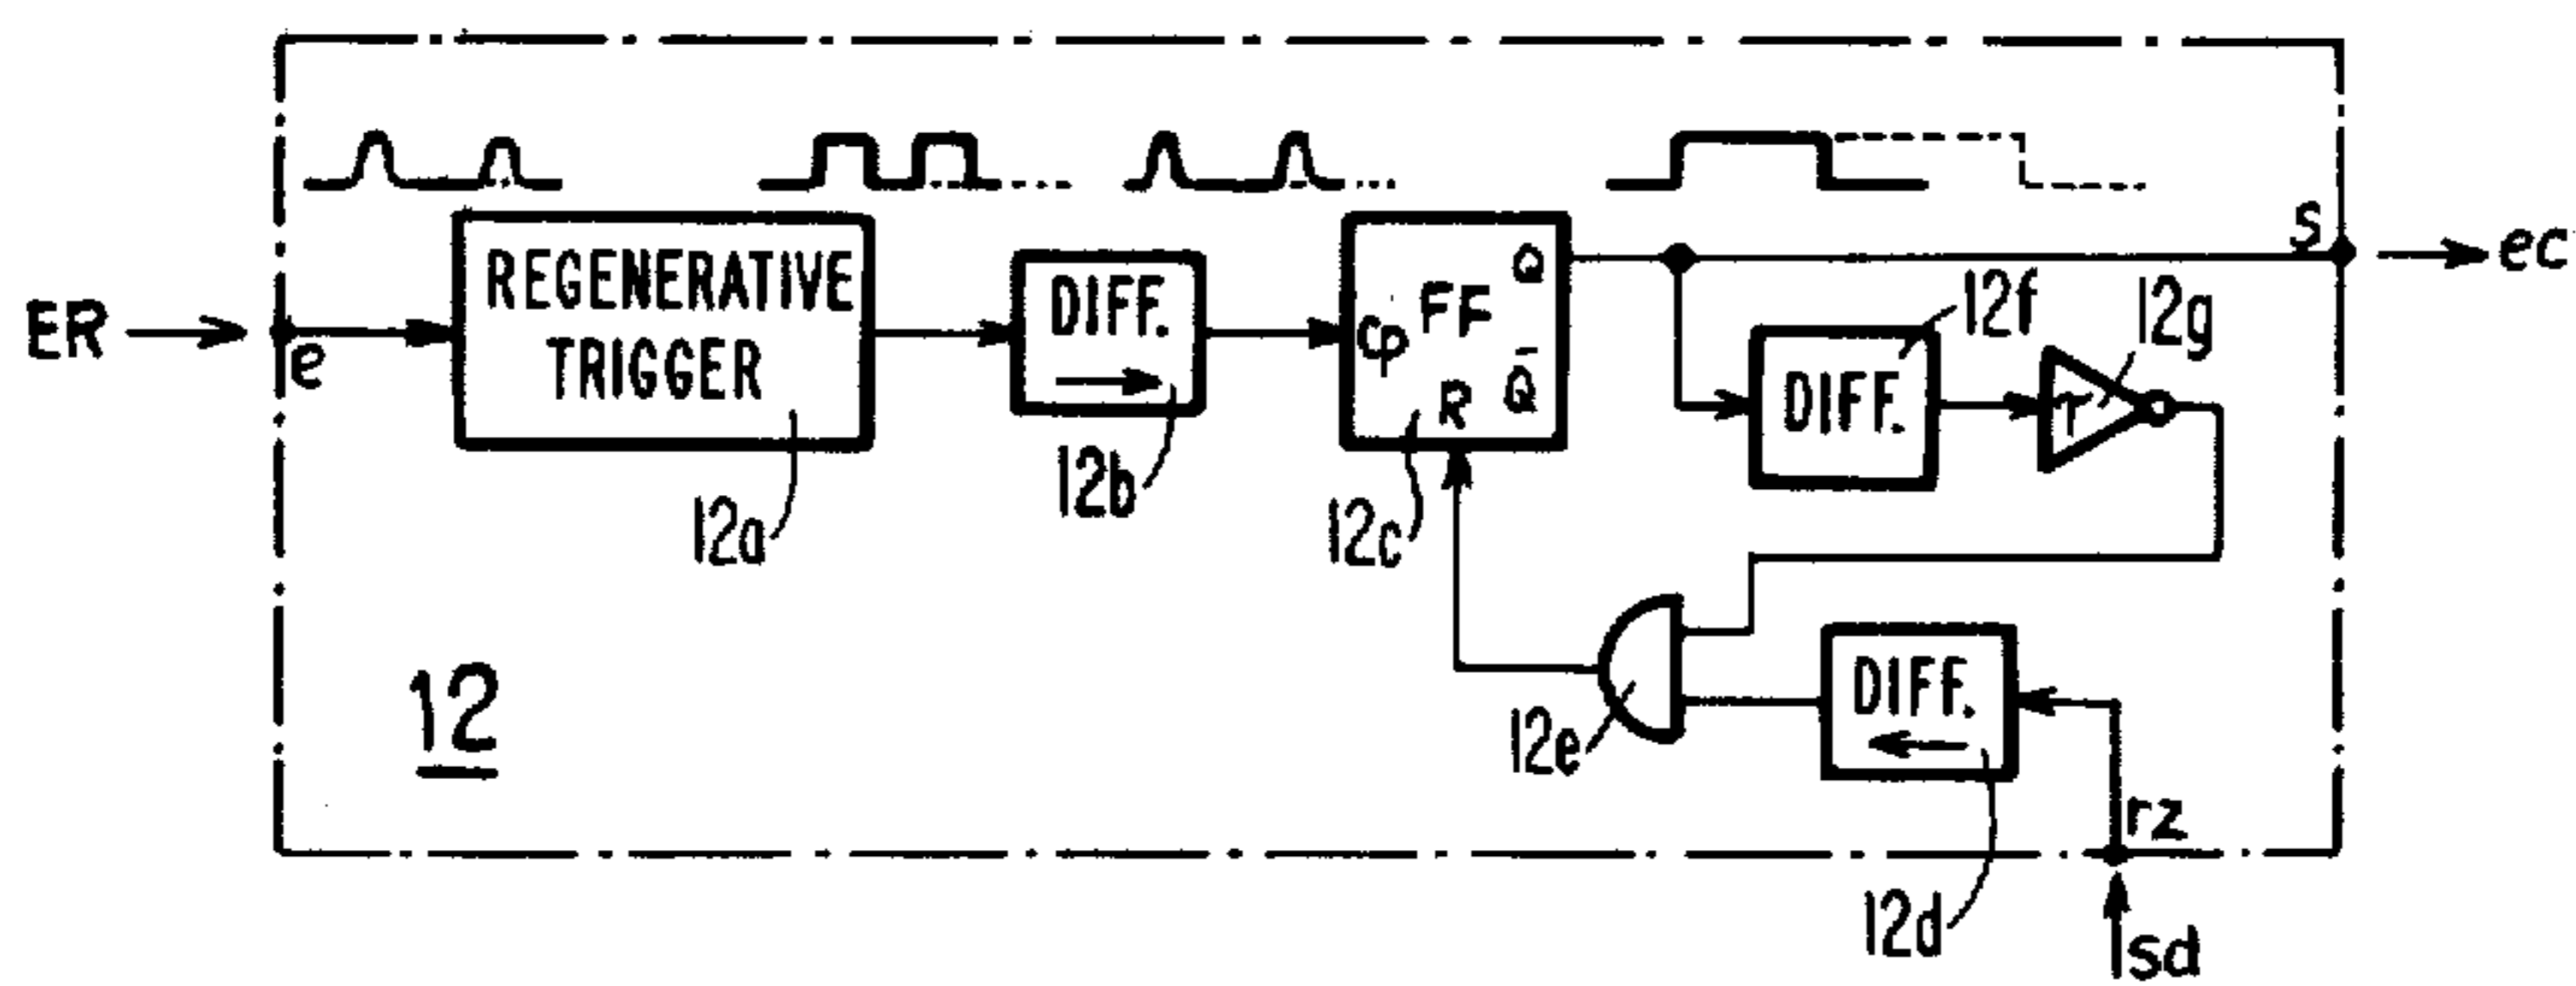 S
ec
REGENERATIVE
TRIGGER
DIFF.
Q
FF
Cp
R
Q̄
12f
12g
ER
e
DIFF.
12a
12b
12c
12e
DIFF.
12
rz
12d
sd